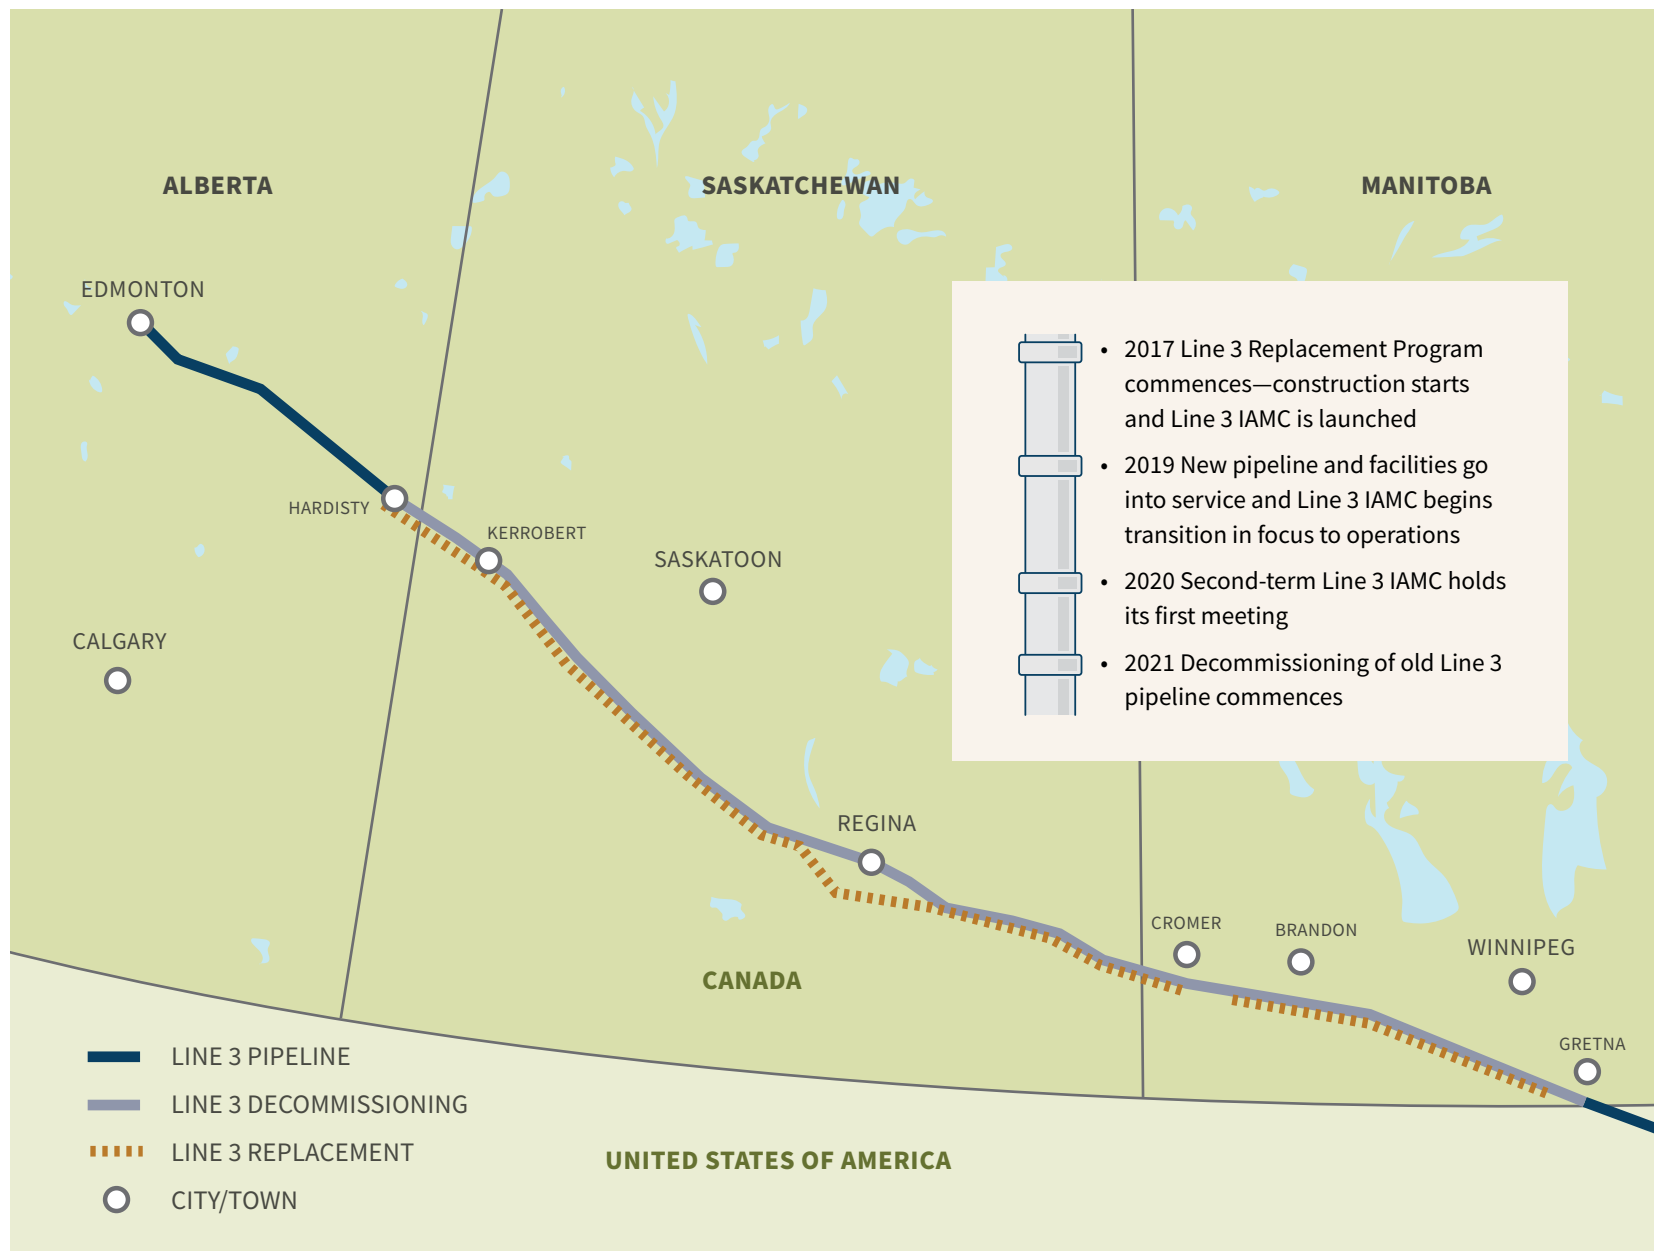 ALBERTA
SASKATCHEWAN
MANITOBA
EDMONTON
HARDISTY
KERROBERT
SASKATOON
CALGARY
• 2017 Line 3 Replacement Program
commences—construction starts
and Line 3 IAMC is launched
• 2019 New pipeline and facilities go
into service and Line 3 IAMC begins
transition in focus to operations
• 2020 Second-term Line 3 IAMC holds
its first meeting
• 2021 Decommissioning of old Line 3
pipeline commences
REGINA
CROMER
BRANDON
WINNIPEG
CANADA
GRETNA
LINE 3 PIPELINE
LINE 3 DECOMMISSIONING
LINE 3 REPLACEMENT
CITY/TOWN
UNITED STATES OF AMERICA